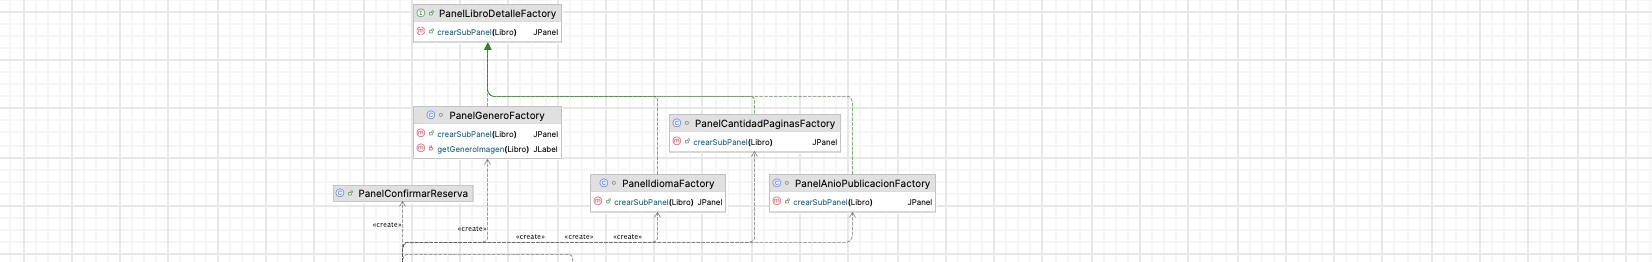 PanelLibroDetalleFactory
crearSubPanel(Libro) JPanel
PanelGeneroFactory
crearSubPanel(Libro) JPanel
getGeneroImagen(Libro) JLabel
PanelCantidadPaginasFactory
crearSubPanel(Libro) JPanel
PanelConfirmarReserva
PanelIdiomaFactory
crearSubPanel(Libro) JPanel
PanelAnioPublicacionFactory
crearSubPanel(Libro) JPanel
«create»
«create»
«create»
«create»
«create»